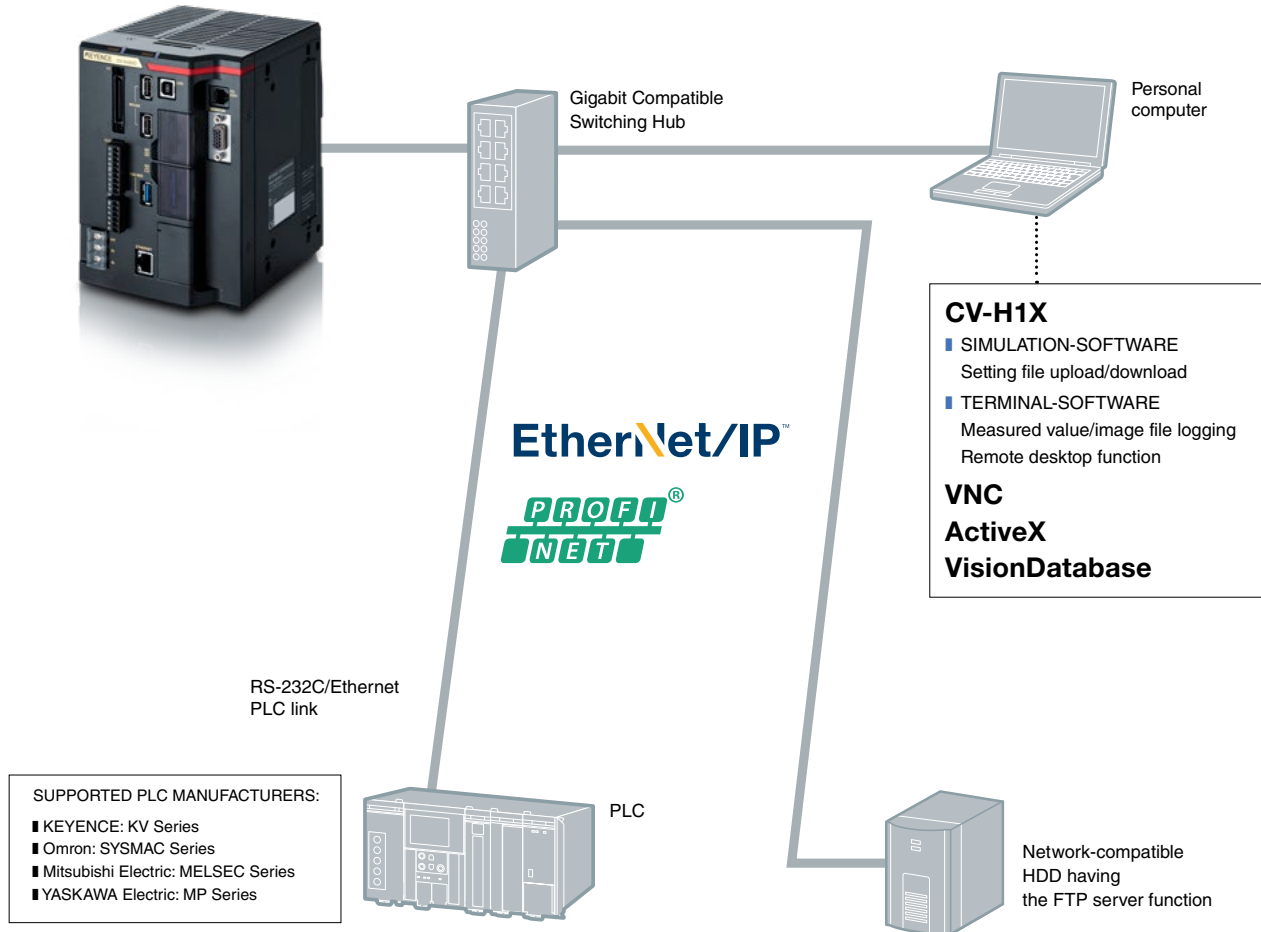 KEYENCE
Gigabit Compatible
Switching Hub
Personal
computer
CV-H1X
SIMULATION-SOFTWARE
Setting file upload/download
TERMINAL-SOFTWARE
Measured value/image file logging
Remote desktop function
VNC
ActiveX
VisionDatabase
EtherNet/IP™
PROFI®
NET
RS-232C/Ethernet
PLC link
SUPPORTED PLC MANUFACTURERS:
KEYENCE: KV Series
Omron: SYSMAC Series
Mitsubishi Electric: MELSEC Series
YASKAWA Electric: MP Series
PLC
Network-compatible
HDD having
the FTP server function